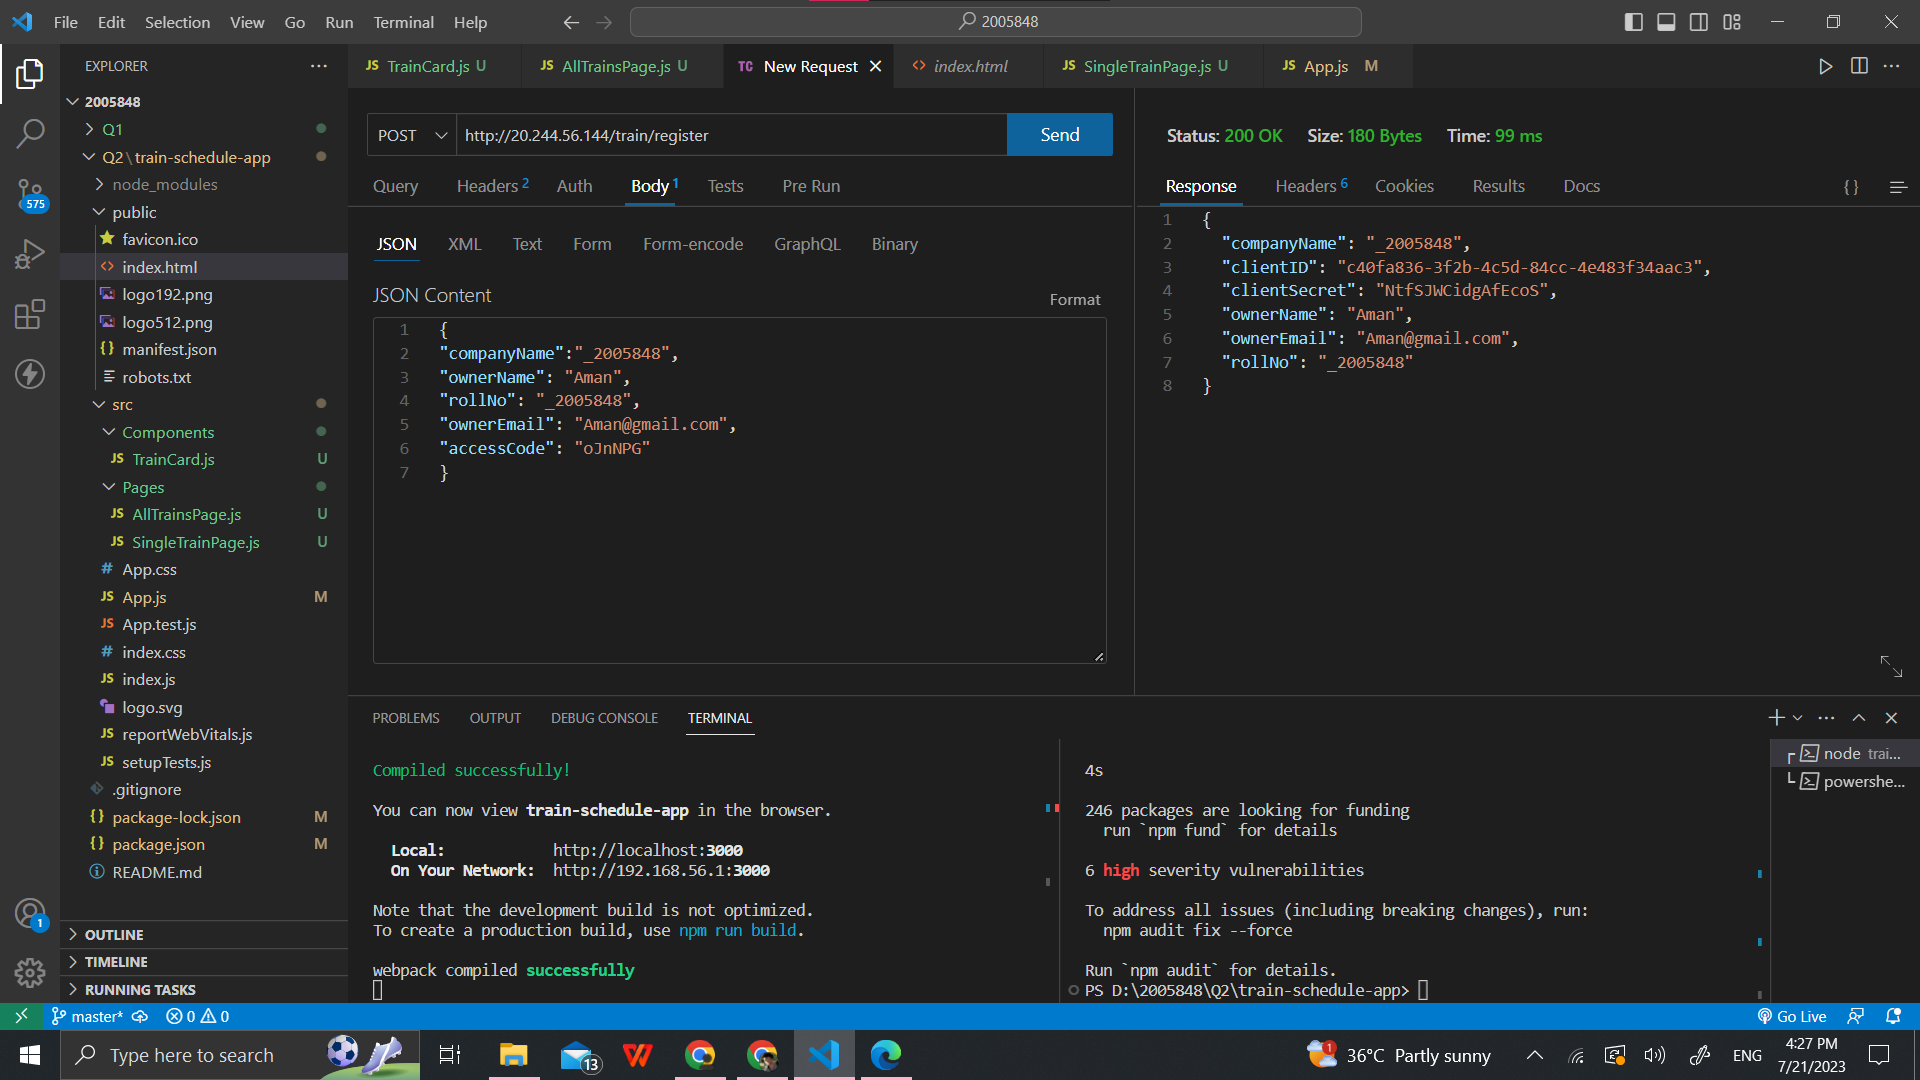 File Edit Selection View Go Run Terminal Help
2005848
EXPLORER
2005848
Q1
Q2\train-schedule-app
node_modules
public
favicon.ico
index.html
logo192.png
logo512.png
manifest.json
robots.txt
src
Components
TrainCard.js U
Pages
AllTrainsPage.js U
SingleTrainPage.js U
App.css
App.js M
App.test.js
index.css
index.js
logo.svg
reportWebVitals.js
setupTests.js
.gitignore
package-lock.json M
package.json M
README.md
OUTLINE
TIMELINE
RUNNING TASKS
575
1
JS TrainCard.js U
JS AllTrainsPage.js U
TC New Request
index.html
JS SingleTrainPage.js U
JS App.js M
POST http://20.244.56.144/train/register Send
Query Headers 2 Auth Body 1 Tests Pre Run
JSON XML Text Form Form-encode GraphQL Binary
JSON Content
Format
1 {
2 "companyName":"_2005848",
3 "ownerName": "Aman",
4 "rollNo": "_2005848",
5 "ownerEmail": "Aman@gmail.com",
6 "accessCode": "oJnNPG"
7 }
Status: 200 OK Size: 180 Bytes Time: 99 ms
Response Headers 6 Cookies Results Docs
{ }
1 {
2 "companyName": "_2005848",
3 "clientID": "c40fa836-3f2b-4c5d-84cc-4e483f34aac3",
4 "clientSecret": "NtfSJWCidgAfEcoS",
5 "ownerName": "Aman",
6 "ownerEmail": "Aman@gmail.com",
7 "rollNo": "_2005848"
8 }
PROBLEMS OUTPUT DEBUG CONSOLE TERMINAL
Compiled successfully!
You can now view train-schedule-app in the browser.
Local: http://localhost:3000
On Your Network: http://192.168.56.1:3000
Note that the development build is not optimized.
To create a production build, use npm run build.
webpack compiled successfully
4s
246 packages are looking for funding
run `npm fund` for details
6 high severity vulnerabilities
To address all issues (including breaking changes), run:
npm audit fix --force
Run `npm audit` for details.
PS D:\2005848\Q2\train-schedule-app>
node trai...
powershe...
master* 0 0
Go Live
Type here to search
13
1
36°C Partly sunny
ENG
4:27 PM
7/21/2023